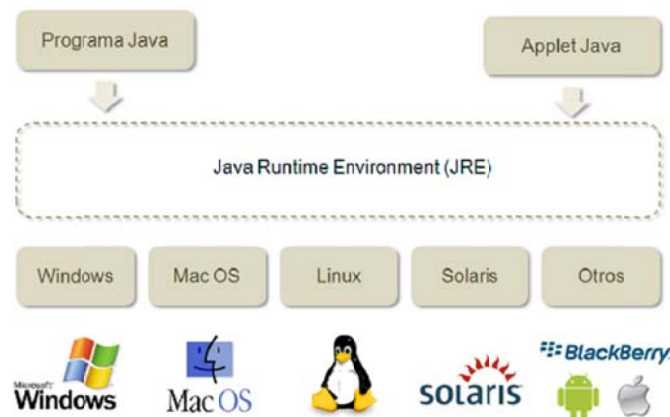 Programa Java
Applet Java
Java Runtime Environment (JRE)
Windows
Mac OS
Linux
Solaris
Otros
Microsoft
Windows
Mac OS
solaris
BlackBerry